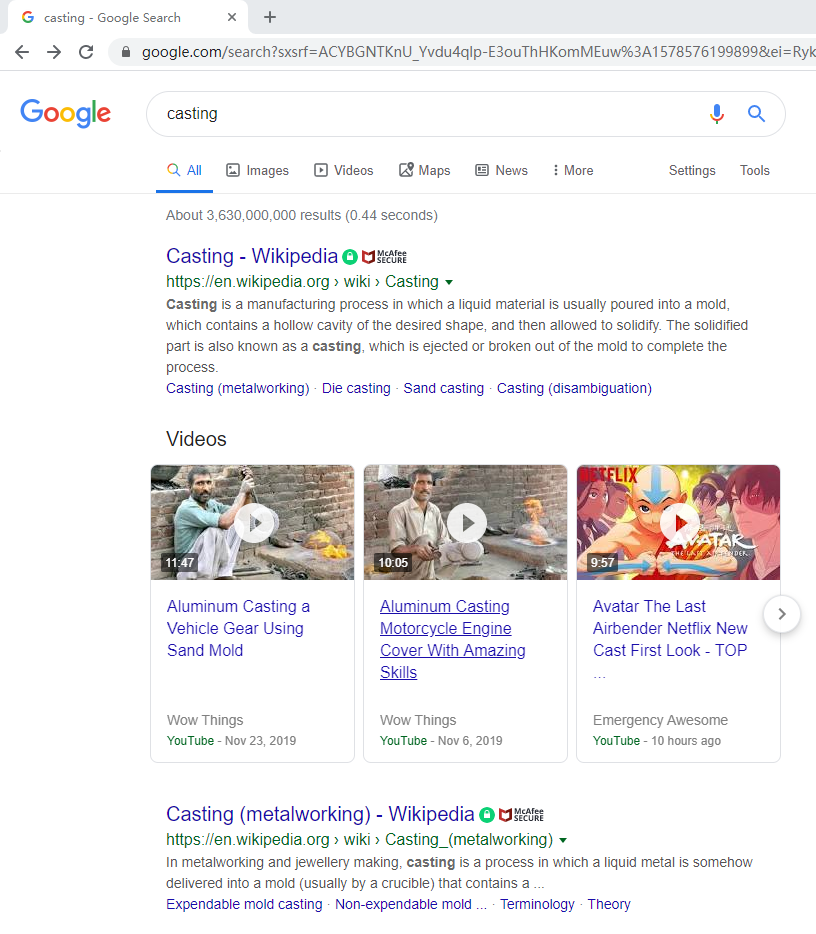 casting - Google Search
google.com/search?sxsrf=ACYBGNTKnU_Yvdu4qlp-E3ouThHKomMEuw%3A1578576199899&ei=Ryk
Google
casting
All Images Videos Maps News More Settings Tools
About 3,630,000,000 results (0.44 seconds)
Casting - Wikipedia McAfee SECURE
https://en.wikipedia.org › wiki › Casting
Casting is a manufacturing process in which a liquid material is usually poured into a mold,
which contains a hollow cavity of the desired shape, and then allowed to solidify. The solidified
part is also known as a casting, which is ejected or broken out of the mold to complete the
process.
Casting (metalworking) · Die casting · Sand casting · Casting (disambiguation)
Videos
11:47
Aluminum Casting a
Vehicle Gear Using
Sand Mold
Wow Things
YouTube - Nov 23, 2019
10:05
Aluminum Casting
Motorcycle Engine
Cover With Amazing
Skills
Wow Things
YouTube - Nov 6, 2019
NETFLIX
AVATAR
THE LAST AIRBENDER
9:57
Avatar The Last
Airbender Netflix New
Cast First Look - TOP
...
Emergency Awesome
YouTube - 10 hours ago
Casting (metalworking) - Wikipedia McAfee SECURE
https://en.wikipedia.org › wiki › Casting_(metalworking)
In metalworking and jewellery making, casting is a process in which a liquid metal is somehow
delivered into a mold (usually by a crucible) that contains a ...
Expendable mold casting · Non-expendable mold ... · Terminology · Theory